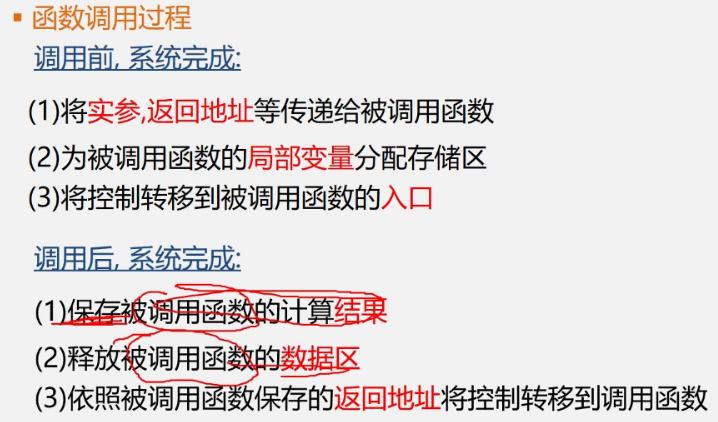 ▪ 函数调用过程
调用前, 系统完成:
(1)将实参,返回地址等传递给被调用函数
(2)为被调用函数的局部变量分配存储区
(3)将控制转移到被调用函数的入口
调用后, 系统完成:
(1)保存被调用函数的计算结果
(2)释放被调用函数的数据区
(3)依照被调用函数保存的返回地址将控制转移到调用函数